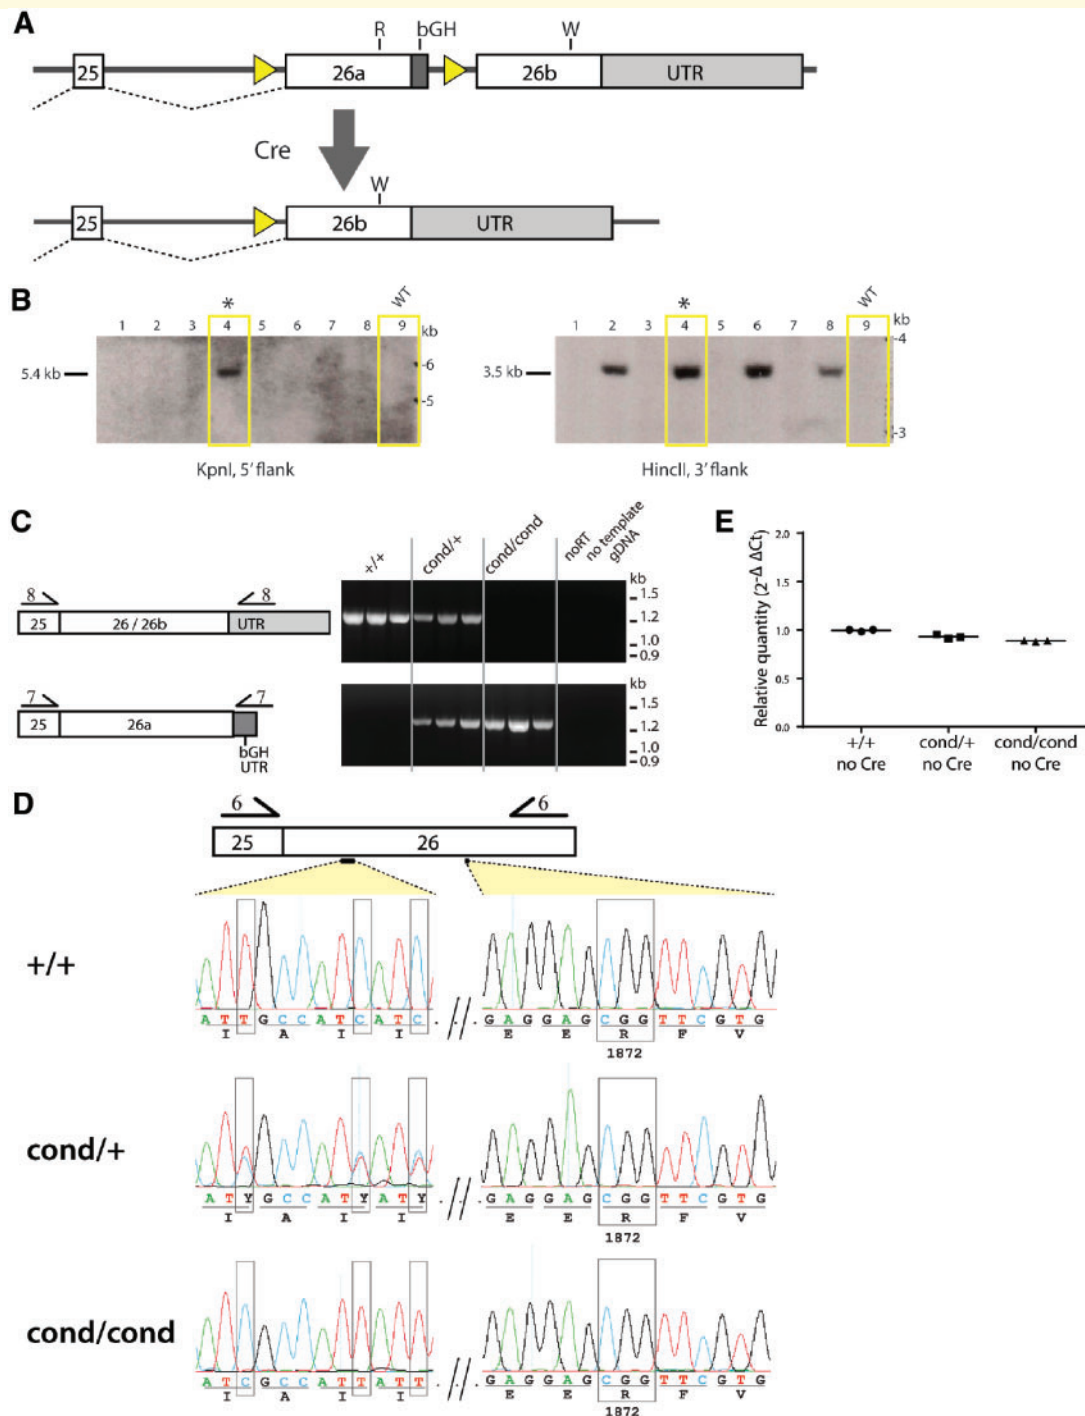 A
R bGH W
25 26a 26b UTR
Cre
W
25 26b UTR
B
* WT
1 2 3 4 5 6 7 8 9 kb
5.4 kb
-6
-5
KpnI, 5' flank
* WT
1 2 3 4 5 6 7 8 9 kb
3.5 kb
-4
-3
HincII, 3' flank
C
+/+ cond/+ cond/cond noRT no template gDNA
8 8
25 26 / 26b UTR
kb
1.5
1.2
1.0
0.9
7 7
25 26a
bGH
UTR
kb
1.5
1.2
1.0
0.9
E
Relative quantity (2-Δ ΔCt)
2.0
1.5
1.0
0.5
0.0
+/+ cond/+ cond/cond
no Cre no Cre no Cre
D
6 6
25 26
+/+
A T T G C C A T C A T C . . // . . G A G G A G C G G T T C G T G
I A I I E E R F V
1872
cond/+
A T Y G C C A T Y A T Y . . // . . G A G G A G C G G T T C G T G
I A I I E E R F V
1872
cond/cond
A T C G C C A T T A T T . . // . . G A G G A G C G G T T C G T G
I A I I E E R F V
1872